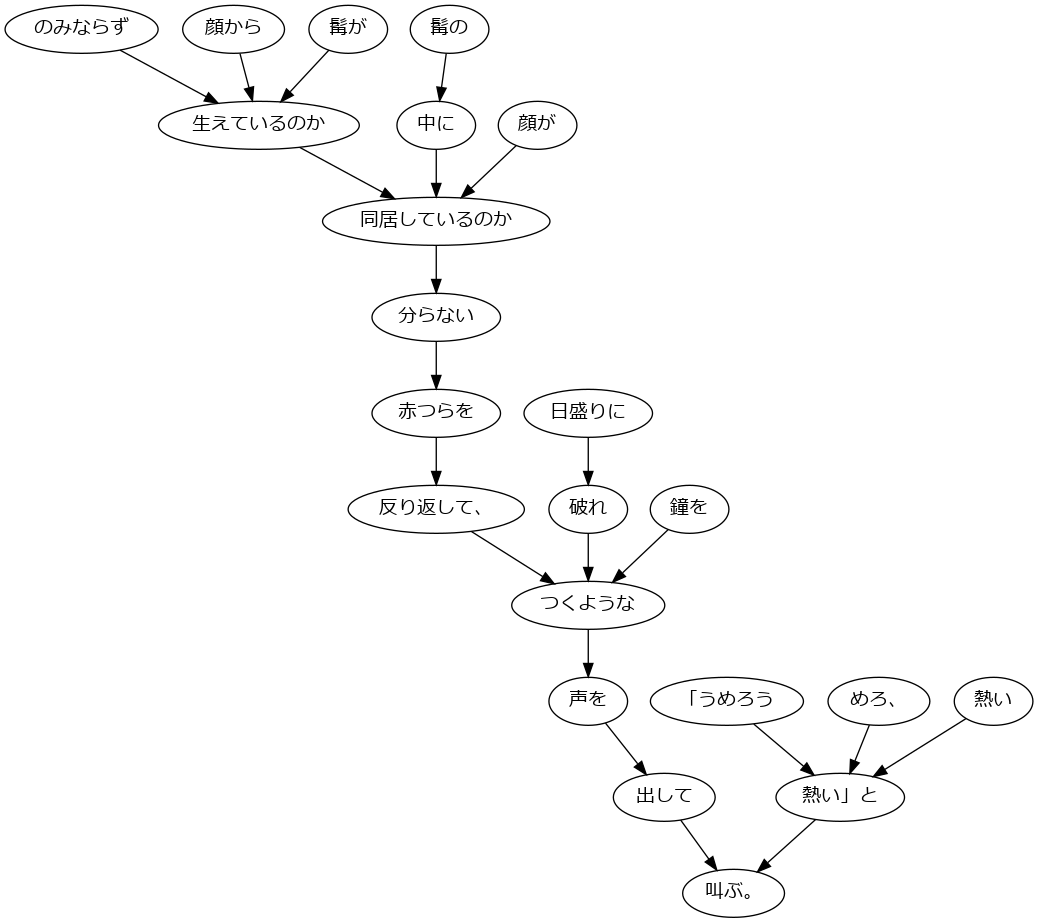 のみならず
顔から
髯が
髯の
生えているのか
中に
顔が
同居しているのか
分らない
赤つらを
日盛りに
反り返して、
破れ
鐘を
つくような
声を
「うめろう
めろ、
熱い
出して
熱い」と
叫ぶ。